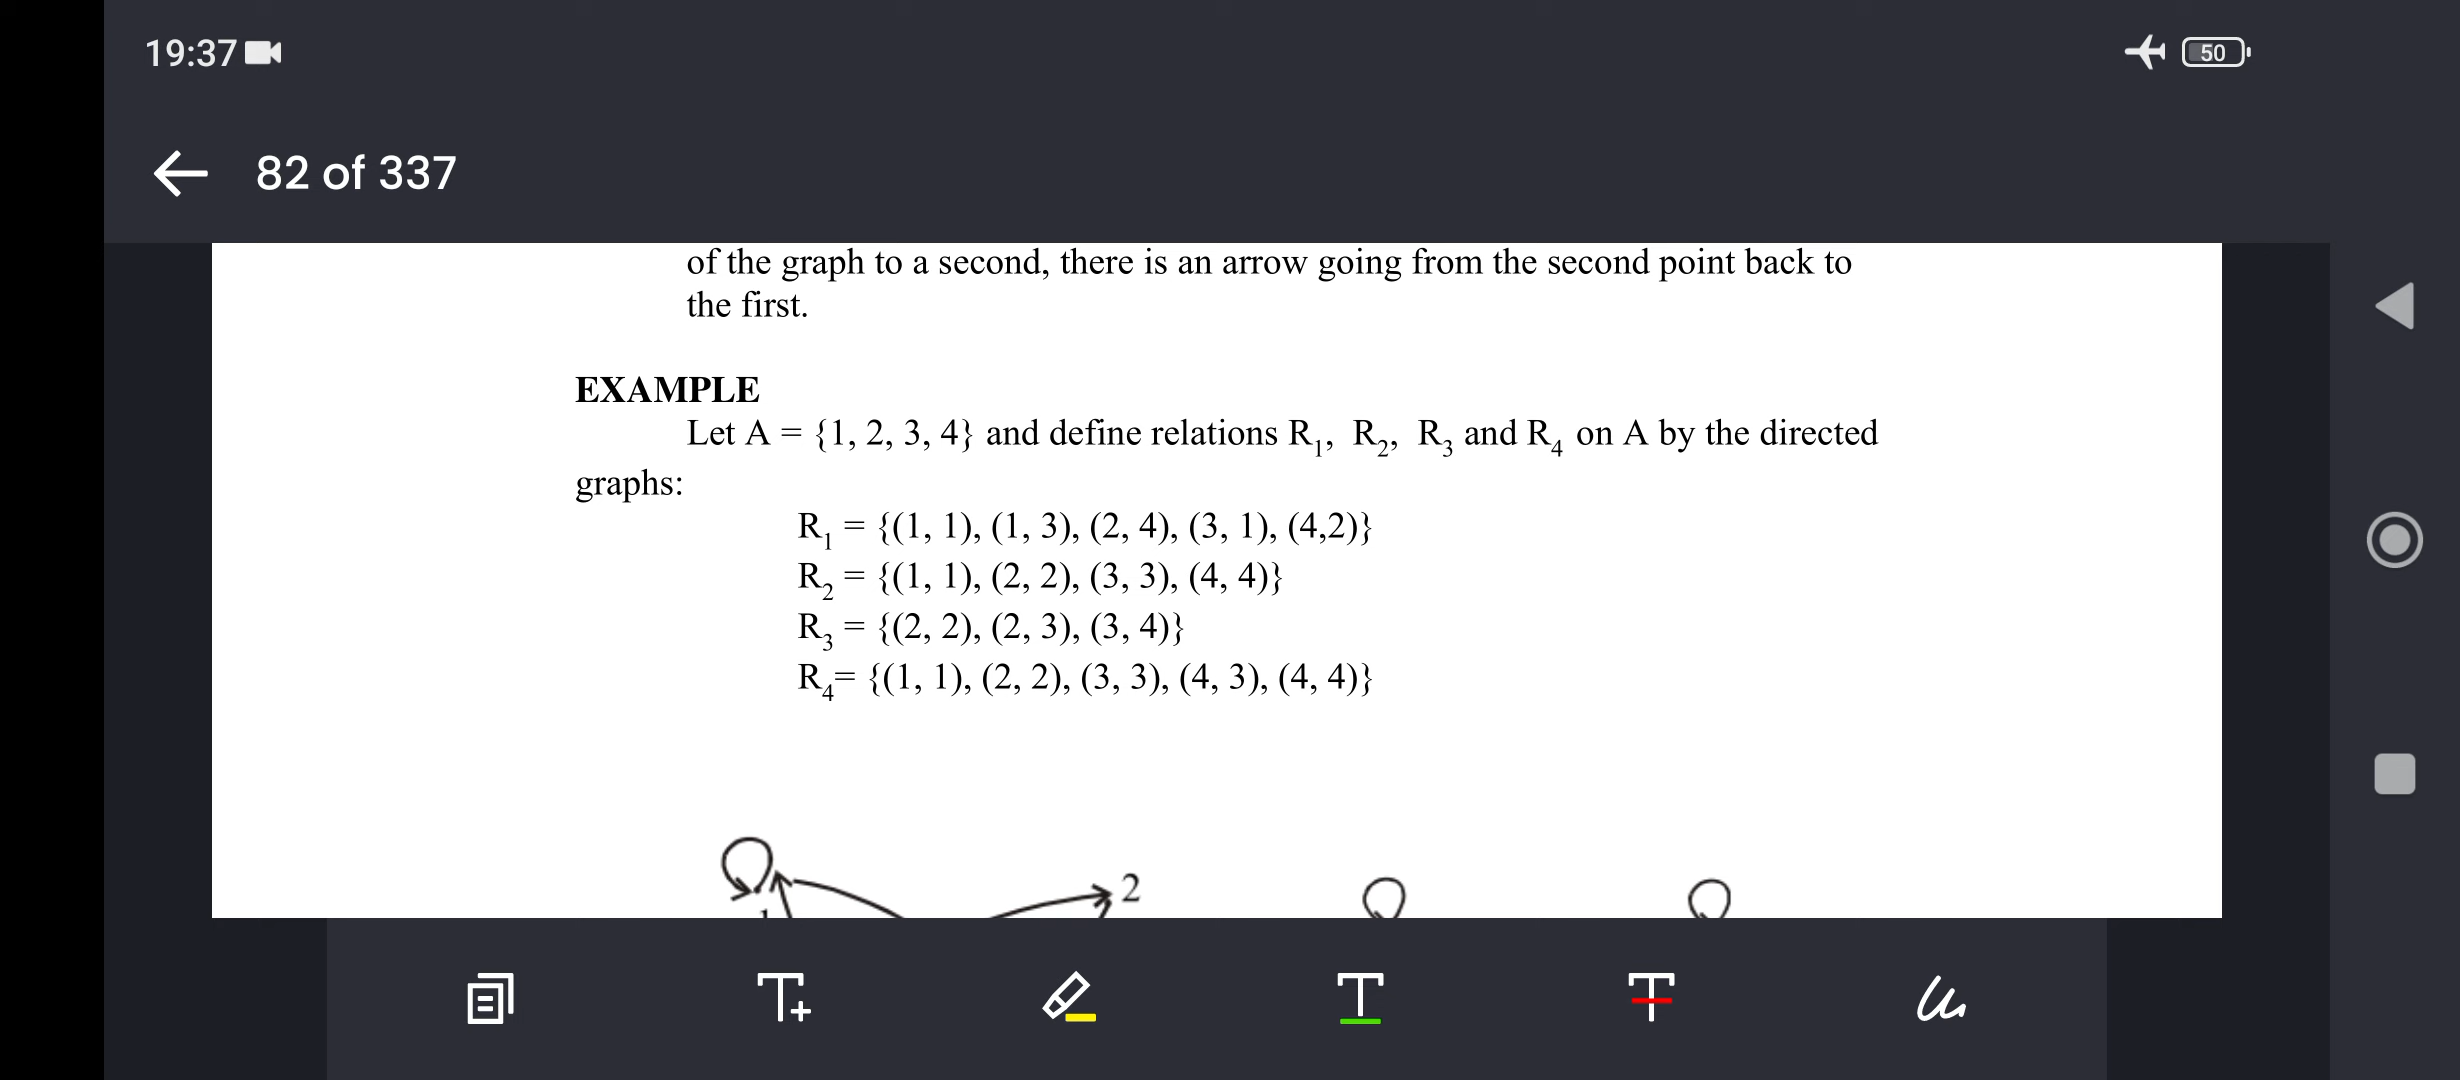 19:37
50
82 of 337
of the graph to a second, there is an arrow going from the second point back to
the first.
EXAMPLE
Let A = {1, 2, 3, 4} and define relations R₁, R₂, R₃ and R₄ on A by the directed
graphs:
R₁ = {(1, 1), (1, 3), (2, 4), (3, 1), (4,2)}
R₂ = {(1, 1), (2, 2), (3, 3), (4, 4)}
R₃ = {(2, 2), (2, 3), (3, 4)}
R₄= {(1, 1), (2, 2), (3, 3), (4, 3), (4, 4)}
2